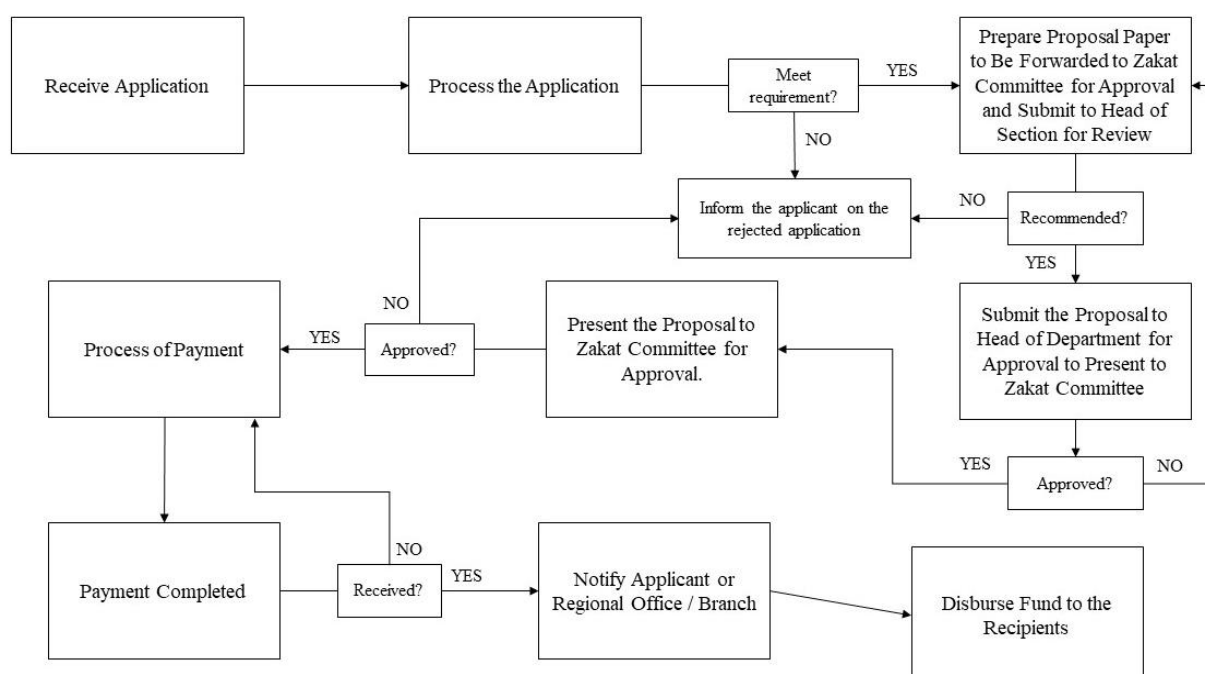 Receive Application
Process the Application
Meet
requirement?
YES
NO
Prepare Proposal Paper
to Be Forwarded to Zakat
Committee for Approval
and Submit to Head of
Section for Review
Inform the applicant on the
rejected application
NO
Recommended?
YES
Submit the Proposal to
Head of Department for
Approval to Present to
Zakat Committee
Approved?
NO
YES
Present the Proposal to
Zakat Committee for
Approval.
Approved?
NO
YES
Process of Payment
Payment Completed
Received?
NO
YES
Notify Applicant or
Regional Office / Branch
Disburse Fund to the
Recipients